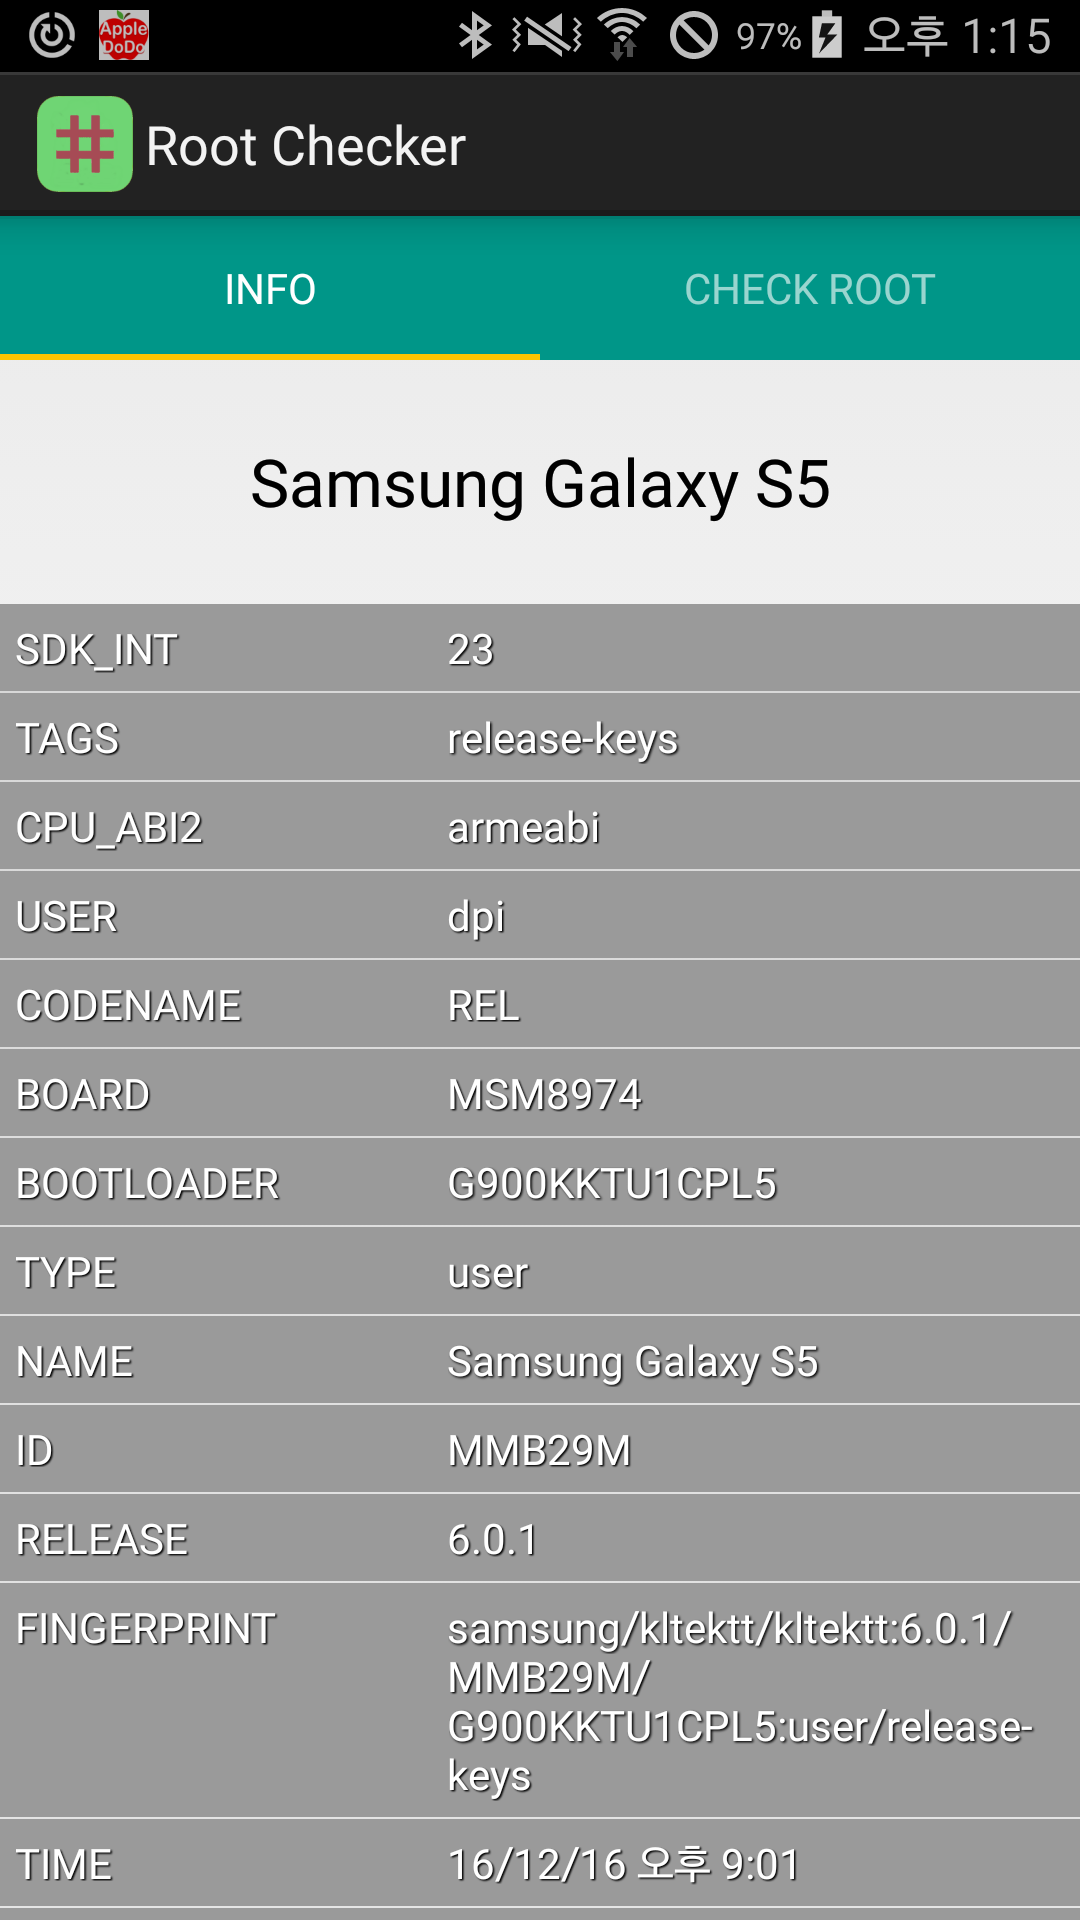 Apple
DoDo
97% 오후 1:15
Root Checker
INFO CHECK ROOT
Samsung Galaxy S5
SDK_INT 23
TAGS release-keys
CPU_ABI2 armeabi
USER dpi
CODENAME REL
BOARD MSM8974
BOOTLOADER G900KKTU1CPL5
TYPE user
NAME Samsung Galaxy S5
ID MMB29M
RELEASE 6.0.1
FINGERPRINT samsung/kltektt/kltektt:6.0.1/
MMB29M/
G900KKTU1CPL5:user/release-
keys
TIME 16/12/16 오후 9:01